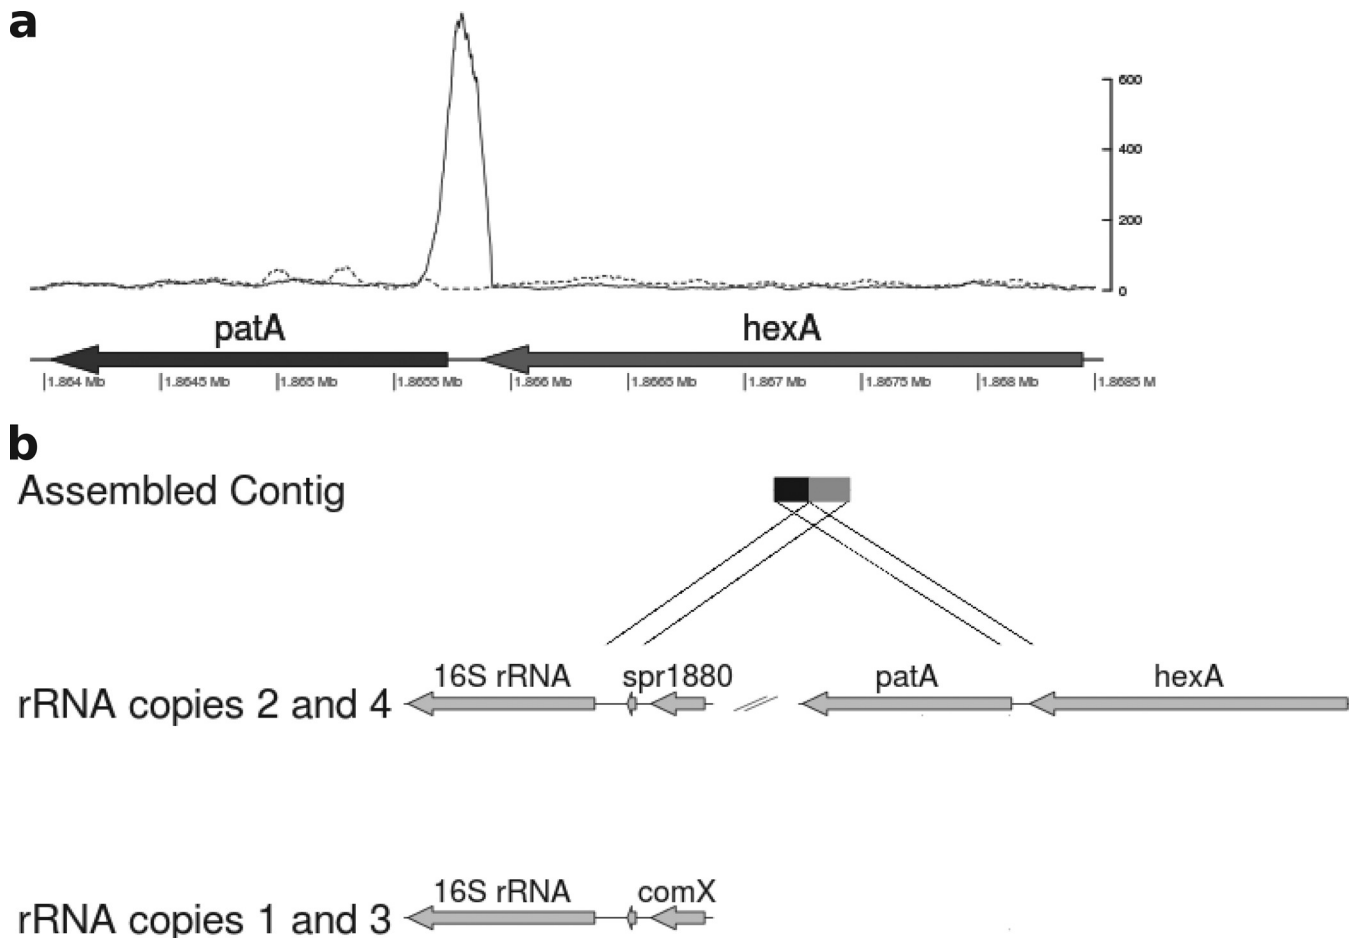 a
600
400
200
0
patA hexA
1.864 Mb 1.8645 Mb 1.865 Mb 1.8655 Mb 1.866 Mb 1.8665 Mb 1.867 Mb 1.8675 Mb 1.868 Mb 1.8685 M
b
Assembled Contig
16S rRNA spr1880 patA hexA
rRNA copies 2 and 4
16S rRNA comX
rRNA copies 1 and 3